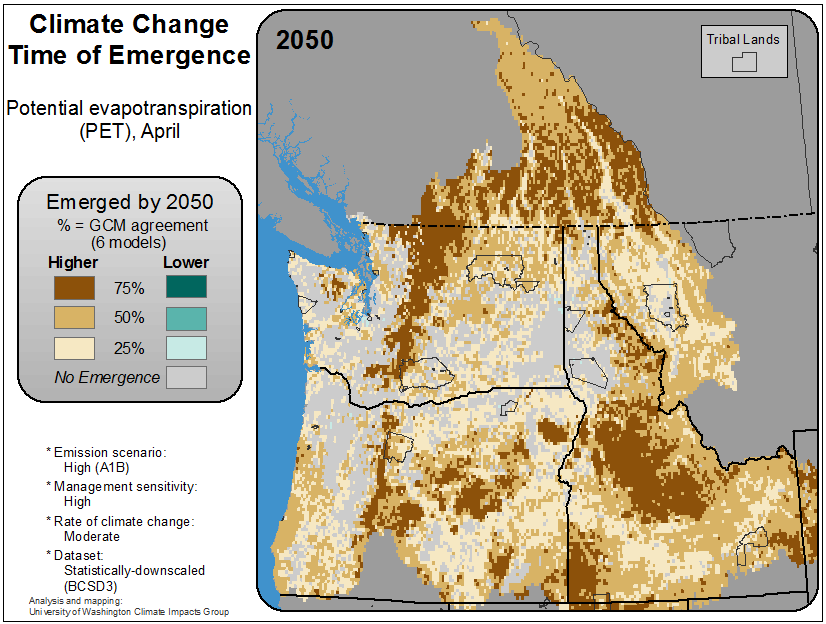 Climate Change
Time of Emergence
Potential evapotranspiration
(PET), April
Emerged by 2050
% = GCM agreement
(6 models)
Higher Lower
75%
50%
25%
No Emergence
* Emission scenario:
High (A1B)
* Management sensitivity:
High
* Rate of climate change:
Moderate
* Dataset:
Statistically-downscaled
(BCSD3)
Analysis and mapping:
University of Washington Climate Impacts Group
2050
Tribal Lands